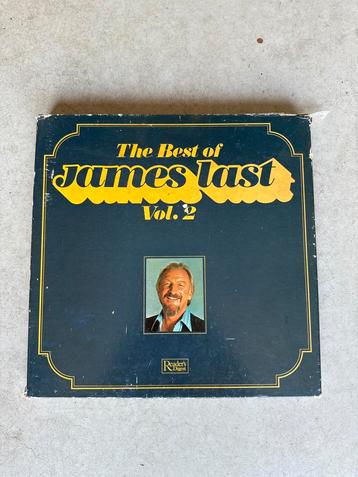 The Best of
James Last
Vol. 2
Reader's
Digest